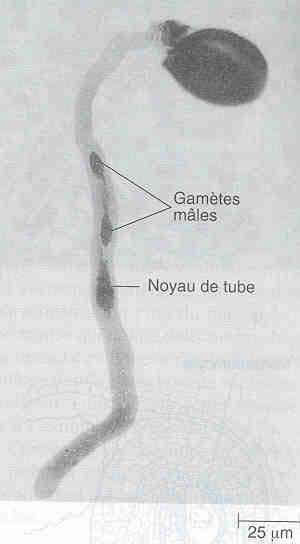 Gamètes
mâles
Noyau de tube
25 µm